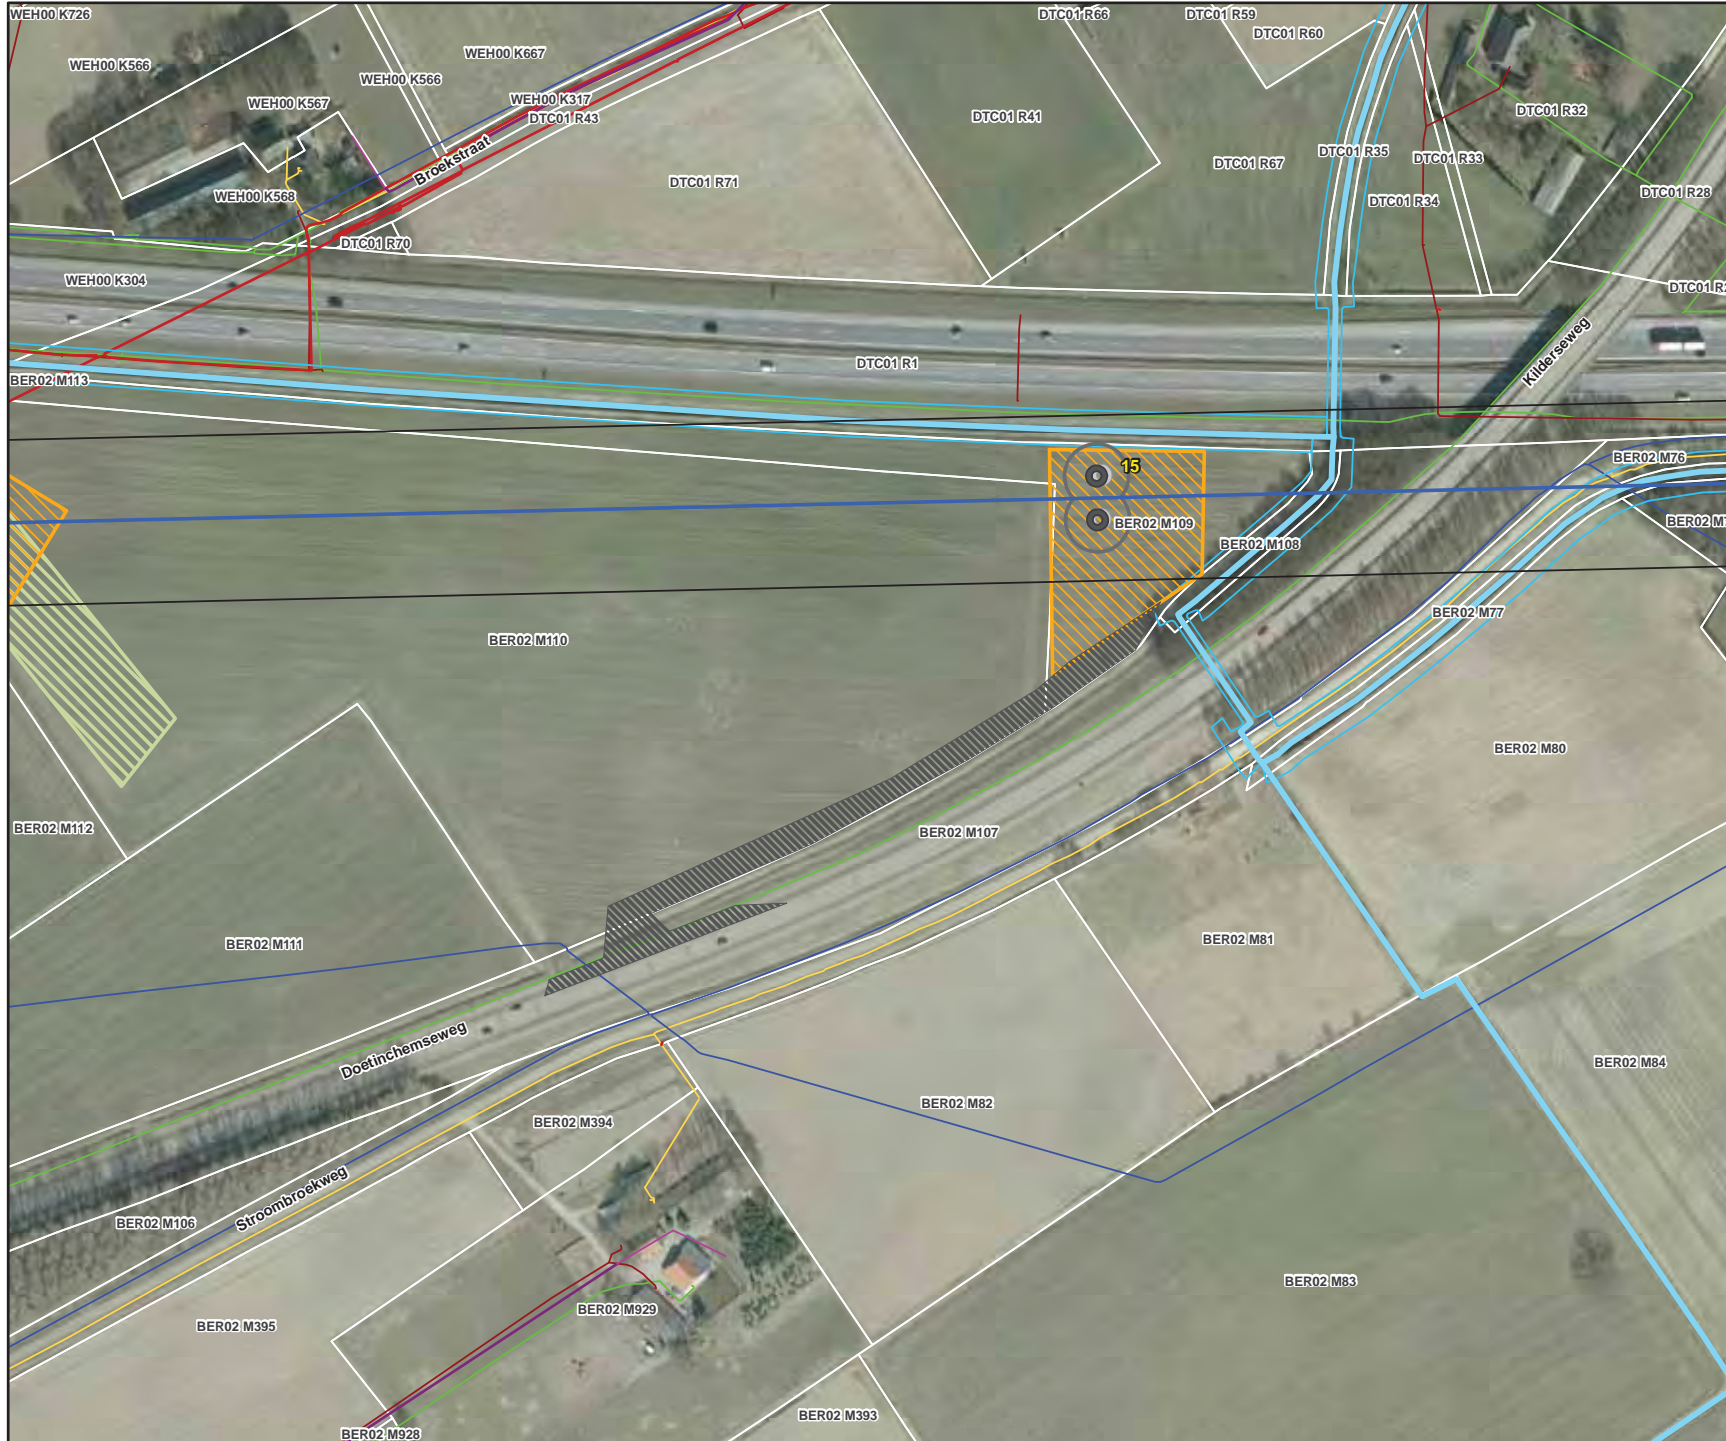 WEH00 K726
DTC01 R66
DTC01 R59
DTC01 R60
WEH00 K566
WEH00 K667
WEH00 K566
WEH00 K567
WEH00 K317
DTC01 R43
DTC01 R41
DTC01 R32
Broekstraat
DTC01 R67
DTC01 R35
DTC01 R33
DTC01 R71
WEH00 K568
DTC01 R34
DTC01 R28
DTC01 R70
WEH00 K304
DTC01 R1
Kilderseweg
BER02 M113
15
BER02 M76
BER02 M109
BER02 M108
BER02 M77
BER02 M110
BER02 M80
BER02 M112
BER02 M107
BER02 M111
BER02 M81
Doetinchemseweg
BER02 M84
BER02 M82
BER02 M394
Stroombroekweg
BER02 M106
BER02 M83
BER02 M929
BER02 M395
BER02 M393
BER02 M928